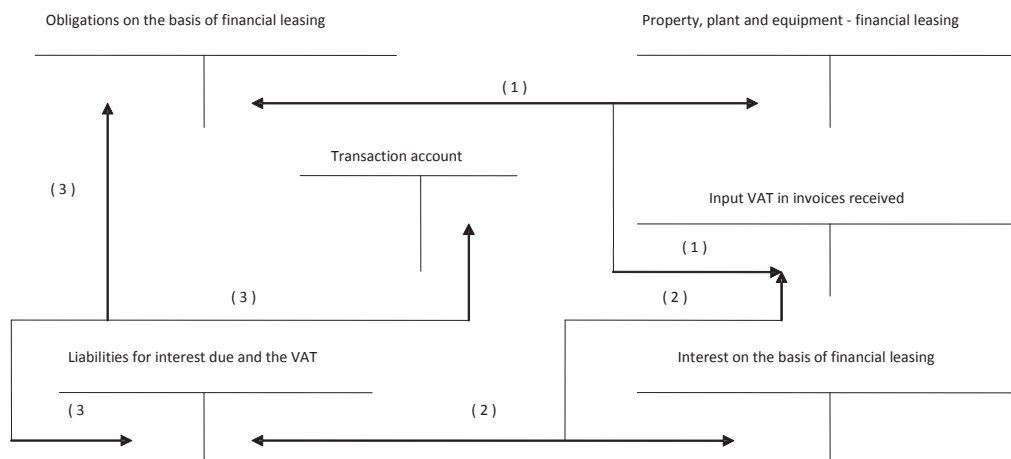 Obligations on the basis of financial leasing
Property, plant and equipment - financial leasing
( 1 )
Transaction account
( 3 )
Input VAT in invoices received
( 1 )
( 3 )
( 2 )
Liabilities for interest due and the VAT
Interest on the basis of financial leasing
( 3
( 2 )